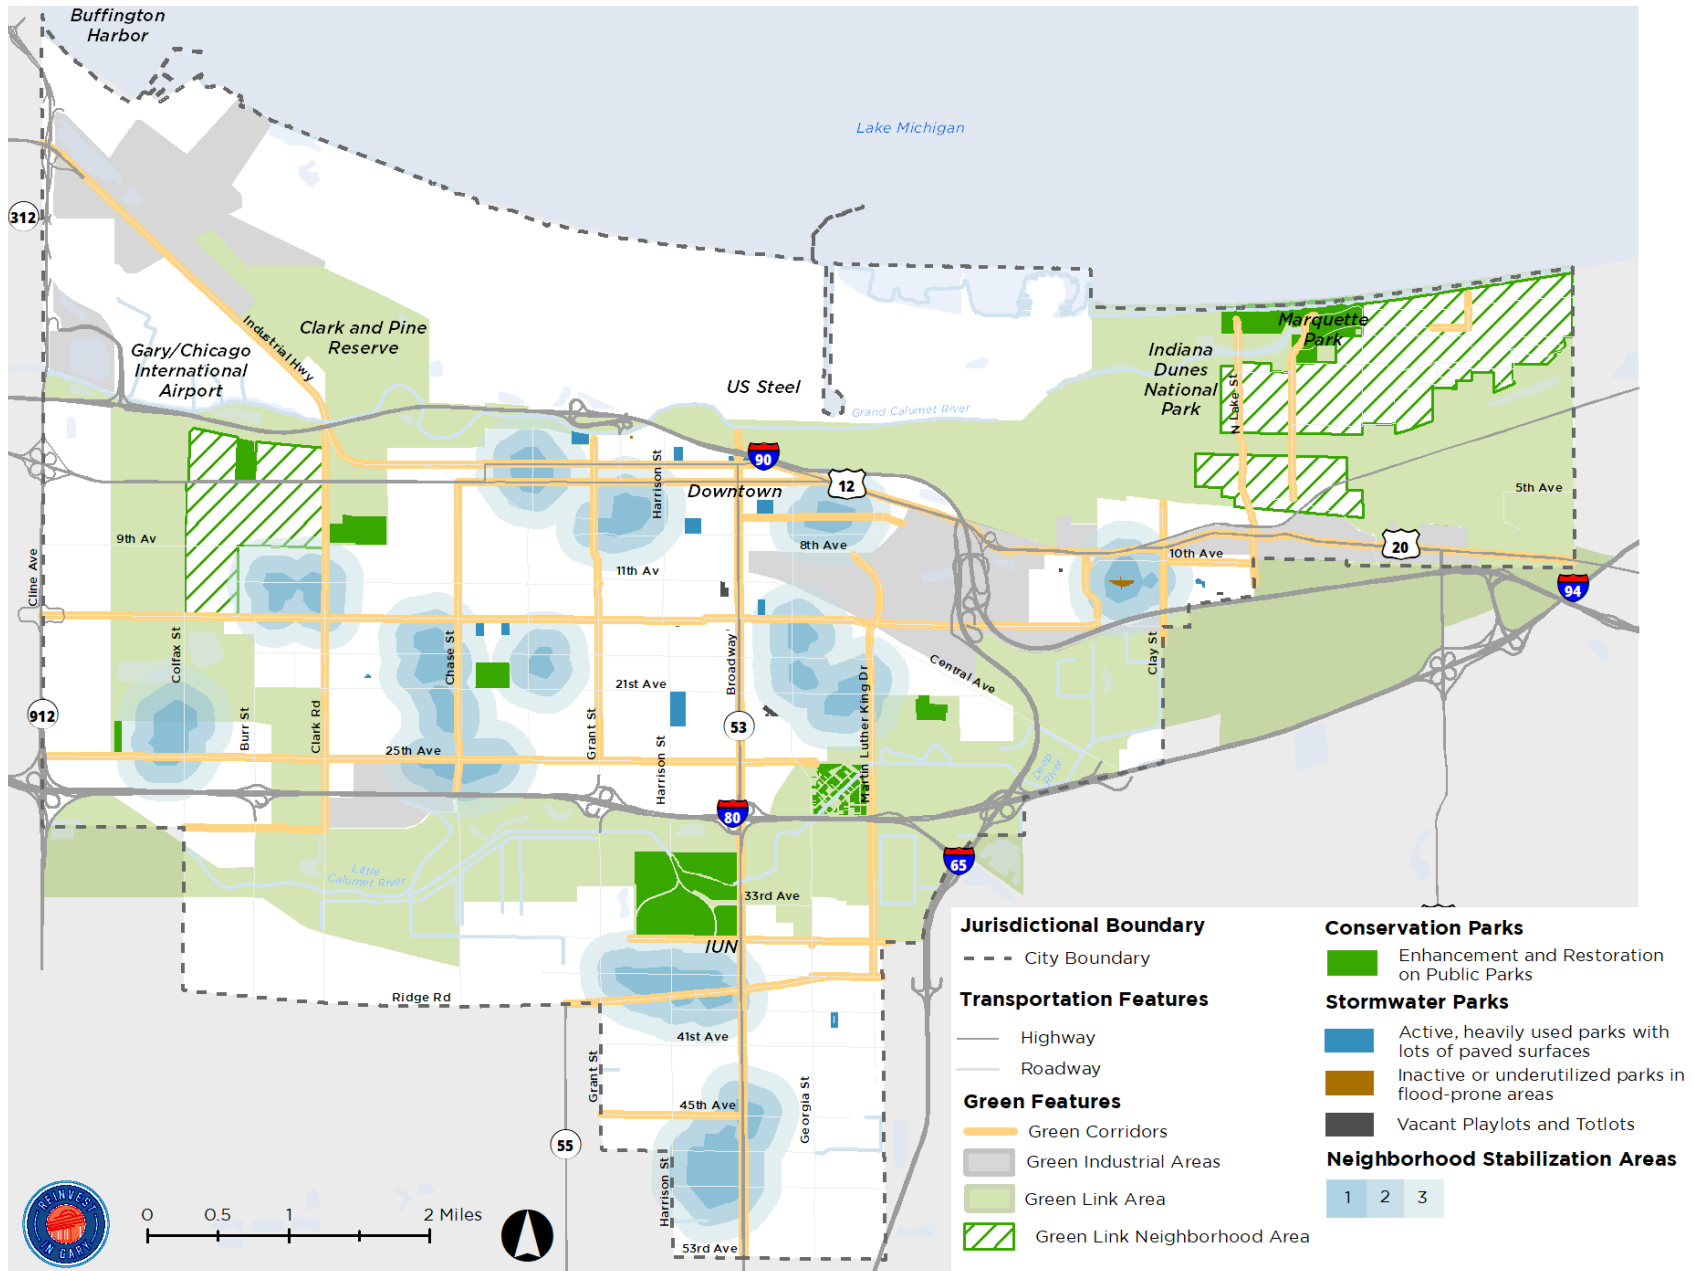 Buffington
Harbor
Lake Michigan
312
Clark and Pine
Reserve
Industrial Hwy
Gary/Chicago
International
Airport
US Steel
Marquette
Park
Indiana
Dunes
National
Park
N Lake St
Grand Calumet River
90
12
Harrison St
Downtown
5th Ave
9th Av
8th Ave
10th Ave
20
11th Av
Cline Ave
94
Colfax St
Chase St
Broadway
Clay St
Central Ave
21st Ave
912
Burr St
Clark Rd
Grant St
53
Martin Luther King Dr
25th Ave
Harrison St
Deep
River
80
65
Little
Calumet River
33rd Ave
IUN
Ridge Rd
41st Ave
Grant St
45th Ave
Georgia St
55
Harrison St
53rd Ave
REINVEST
IN GARY
0 0.5 1 2 Miles
Jurisdictional Boundary
City Boundary
Transportation Features
Highway
Roadway
Green Features
Green Corridors
Green Industrial Areas
Green Link Area
Green Link Neighborhood Area
Conservation Parks
Enhancement and Restoration
on Public Parks
Stormwater Parks
Active, heavily used parks with
lots of paved surfaces
Inactive or underutilized parks in
flood-prone areas
Vacant Playlots and Totlots
Neighborhood Stabilization Areas
1 2 3